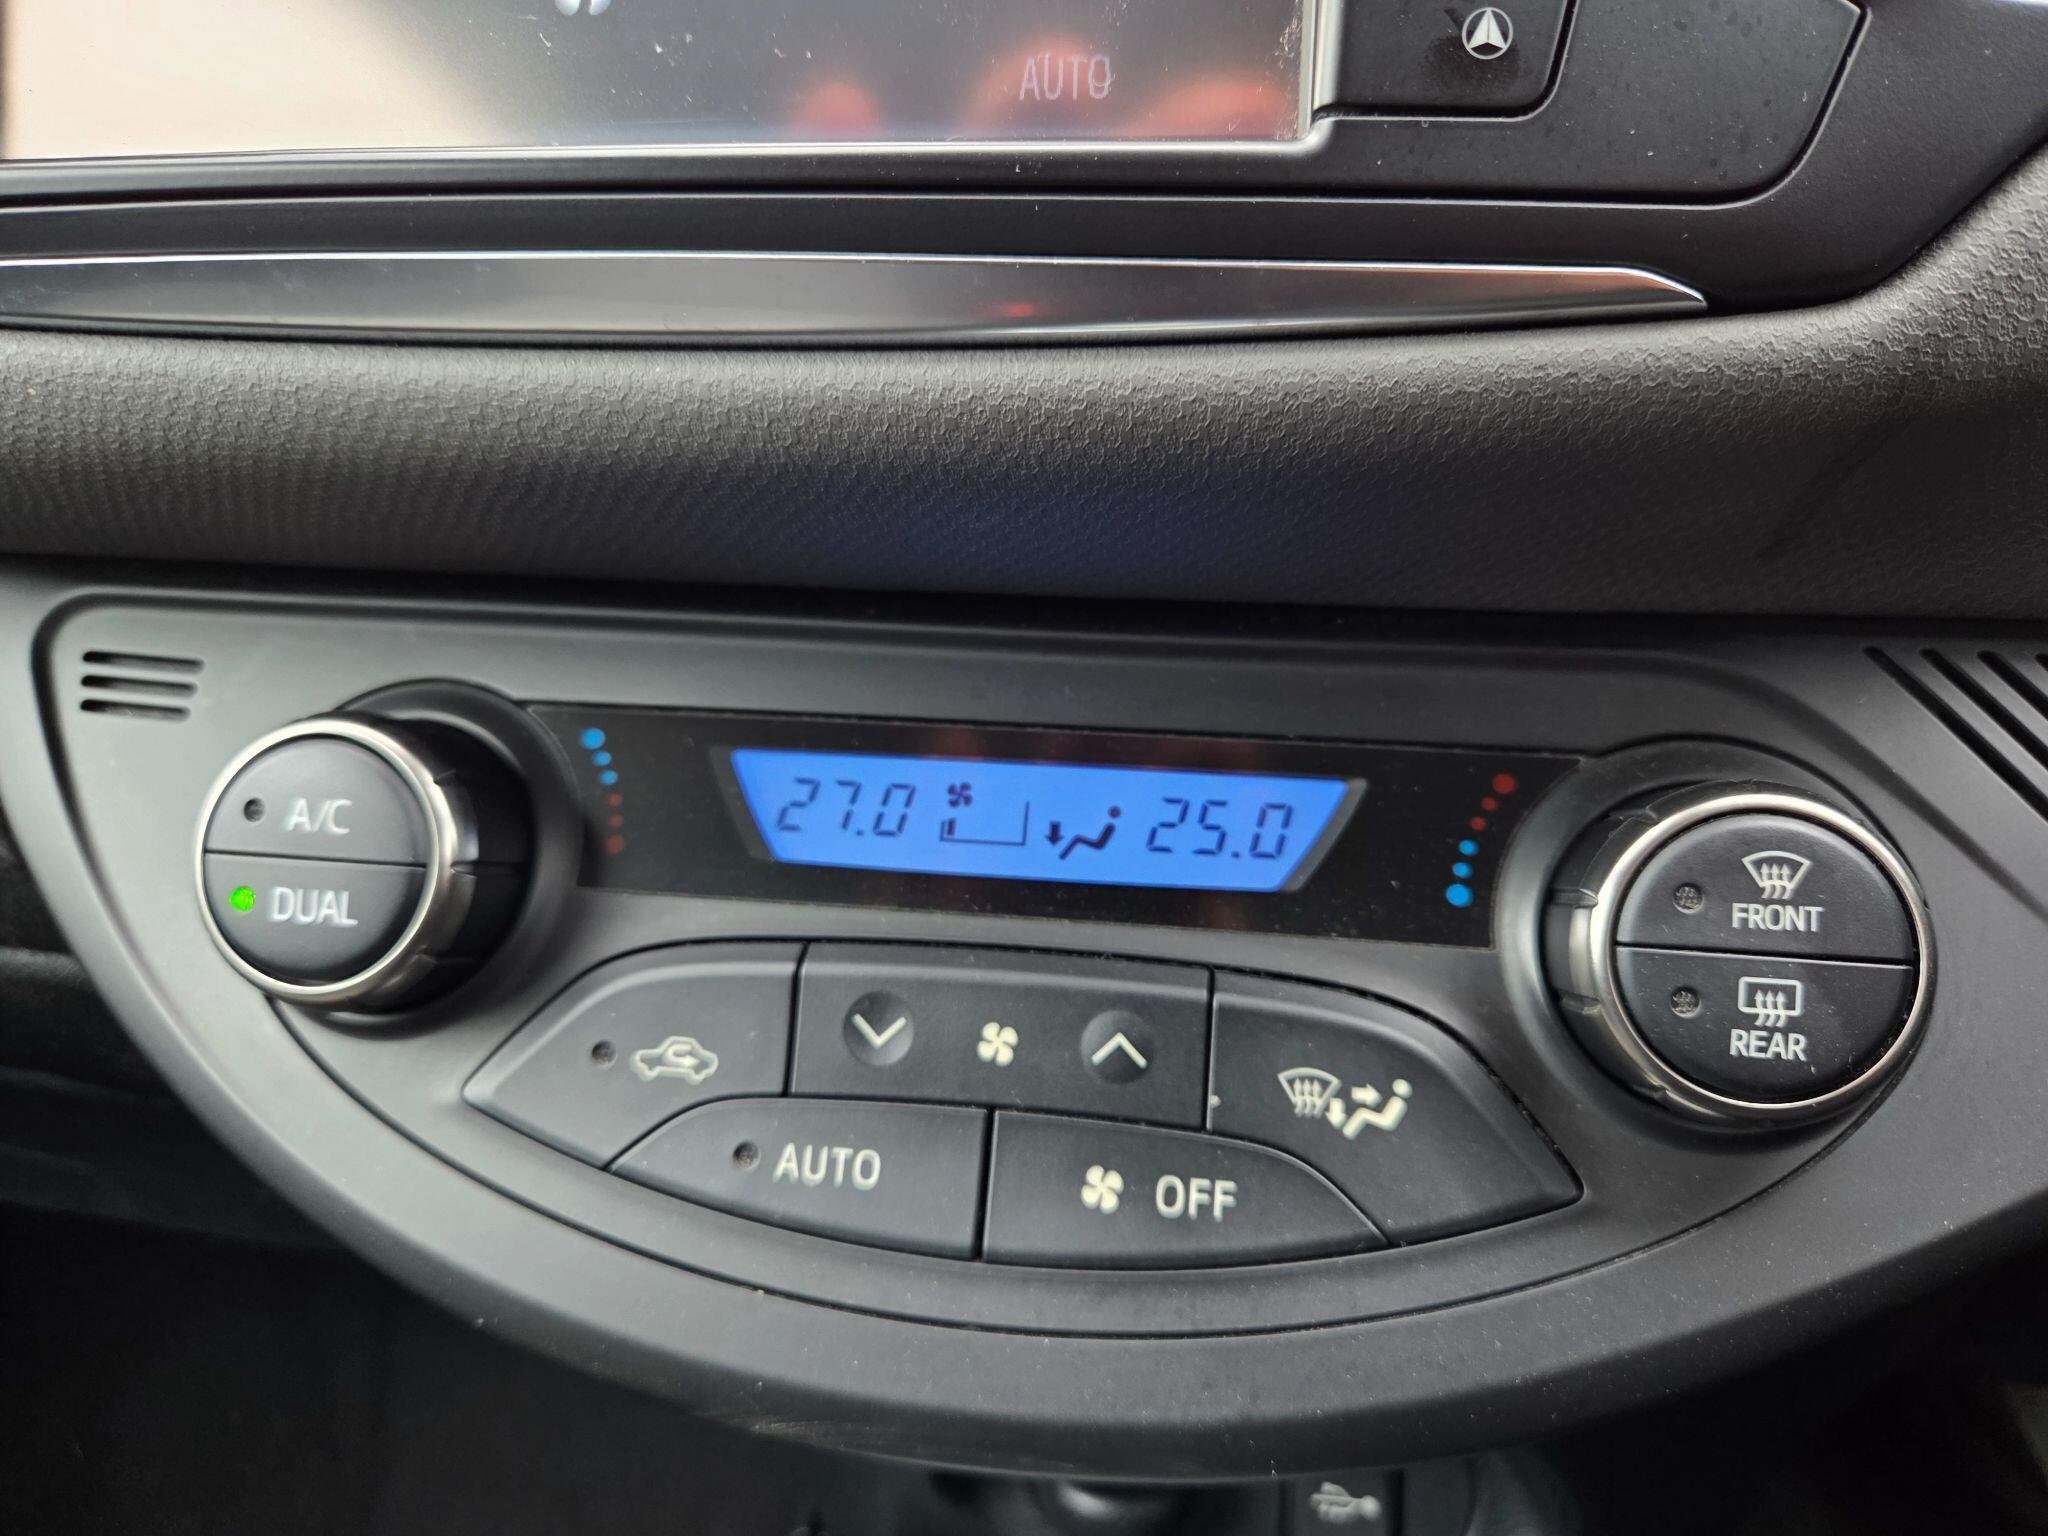 AUTO
A/C
27.0 25.0
DUAL
FRONT
REAR
AUTO
OFF